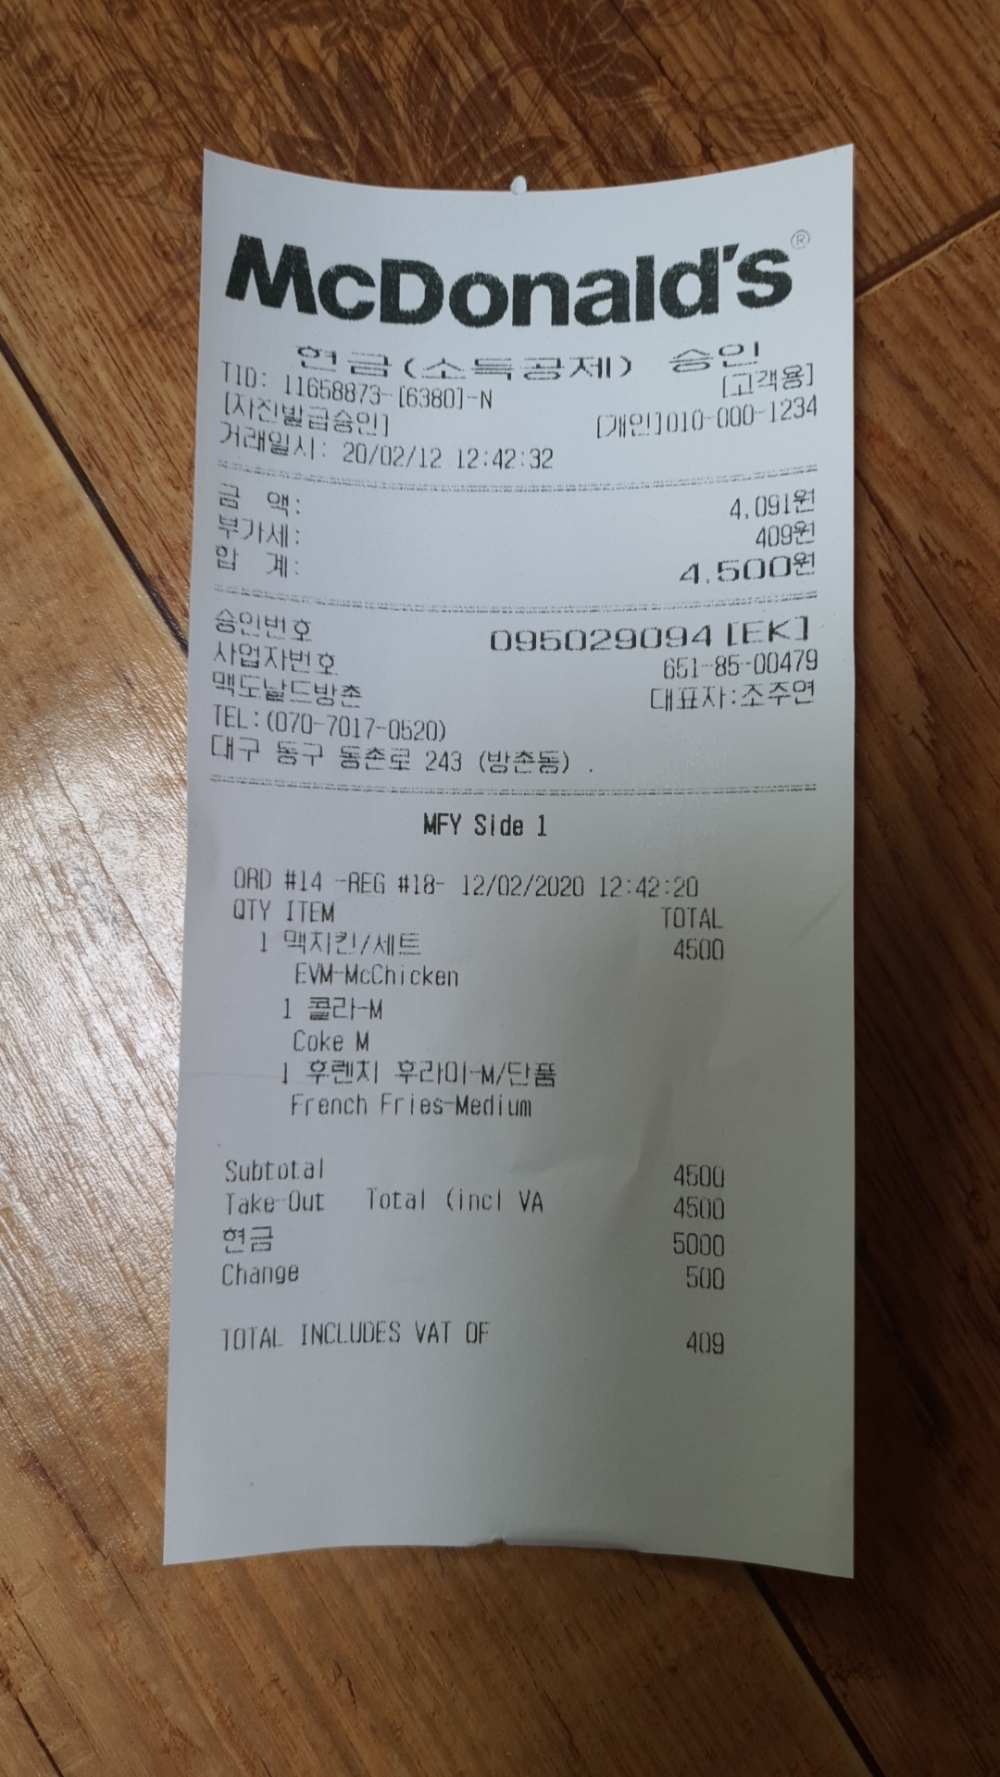 McDonald's®
현금(소득공제) 승인
TID: 11658873-[6380]-N [고객용]
[자진발급승인] [개인]010-000-1234
거래일시: 20/02/12 12:42:32
금 액: 4,091원
부가세: 409원
합 계: 4,500원
승인번호 095029094 [EK]
사업자번호 651-85-00479
맥도날드방촌 대표자:조주연
TEL:(070-7017-0520)
대구 동구 동촌로 243 (방촌동) .
MFY Side 1
ORD #14 -REG #18- 12/02/2020 12:42:20
QTY ITEM TOTAL
1 맥치킨/세트 4500
EVM-McChicken
1 콜라-M
Coke M
1 후렌치 후라이-M/단품
French Fries-Medium
Subtotal 4500
Take-Out Total (incl VA 4500
현금 5000
Change 500
TOTAL INCLUDES VAT OF 409